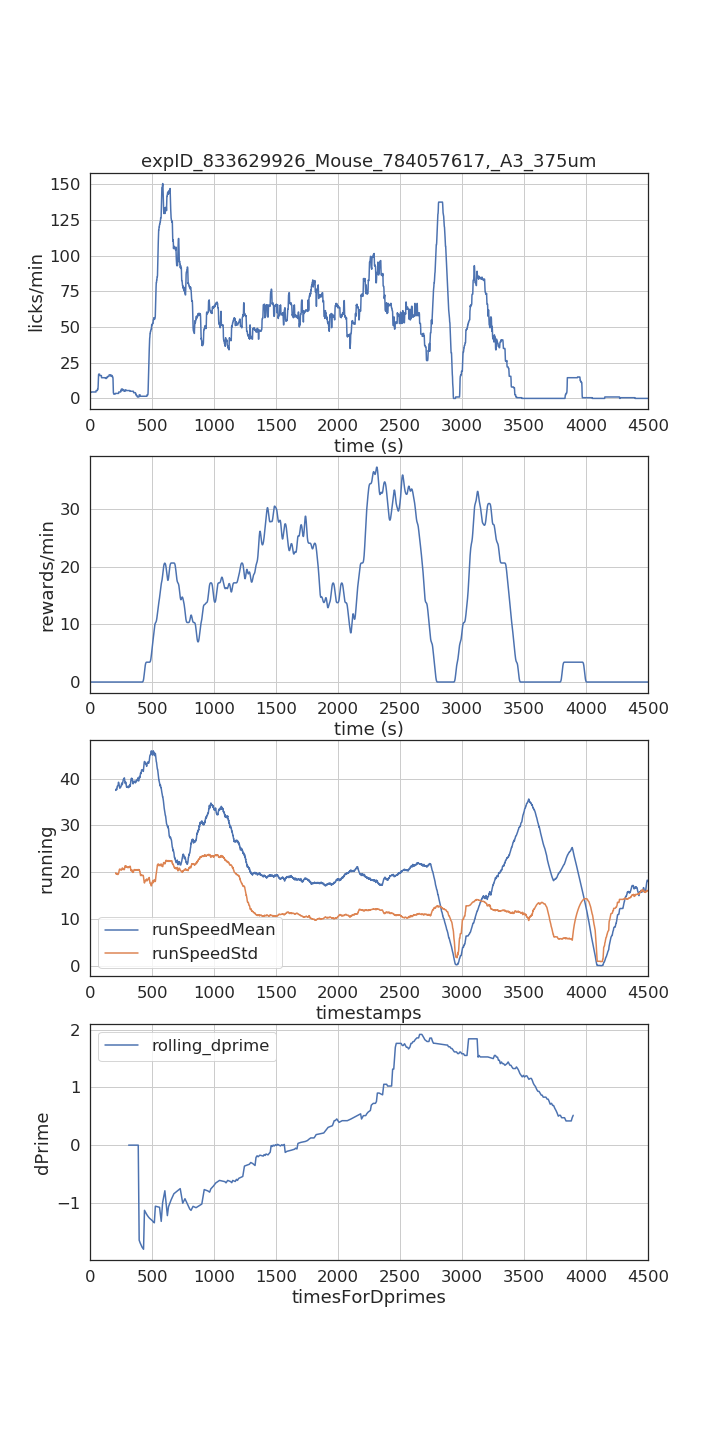 expID_833629926_Mouse_784057617,_A3_375um
150
125
100
75
50
25
0
licks/min
0 500 1000 1500 2000 2500 3000 3500 4000 4500
time (s)
30
20
10
0
rewards/min
0 500 1000 1500 2000 2500 3000 3500 4000 4500
time (s)
40
30
20
10
0
running
runSpeedMean
runSpeedStd
0 500 1000 1500 2000 2500 3000 3500 4000 4500
timestamps
2
1
0
−1
dPrime
rolling_dprime
0 500 1000 1500 2000 2500 3000 3500 4000 4500
timesForDprimes